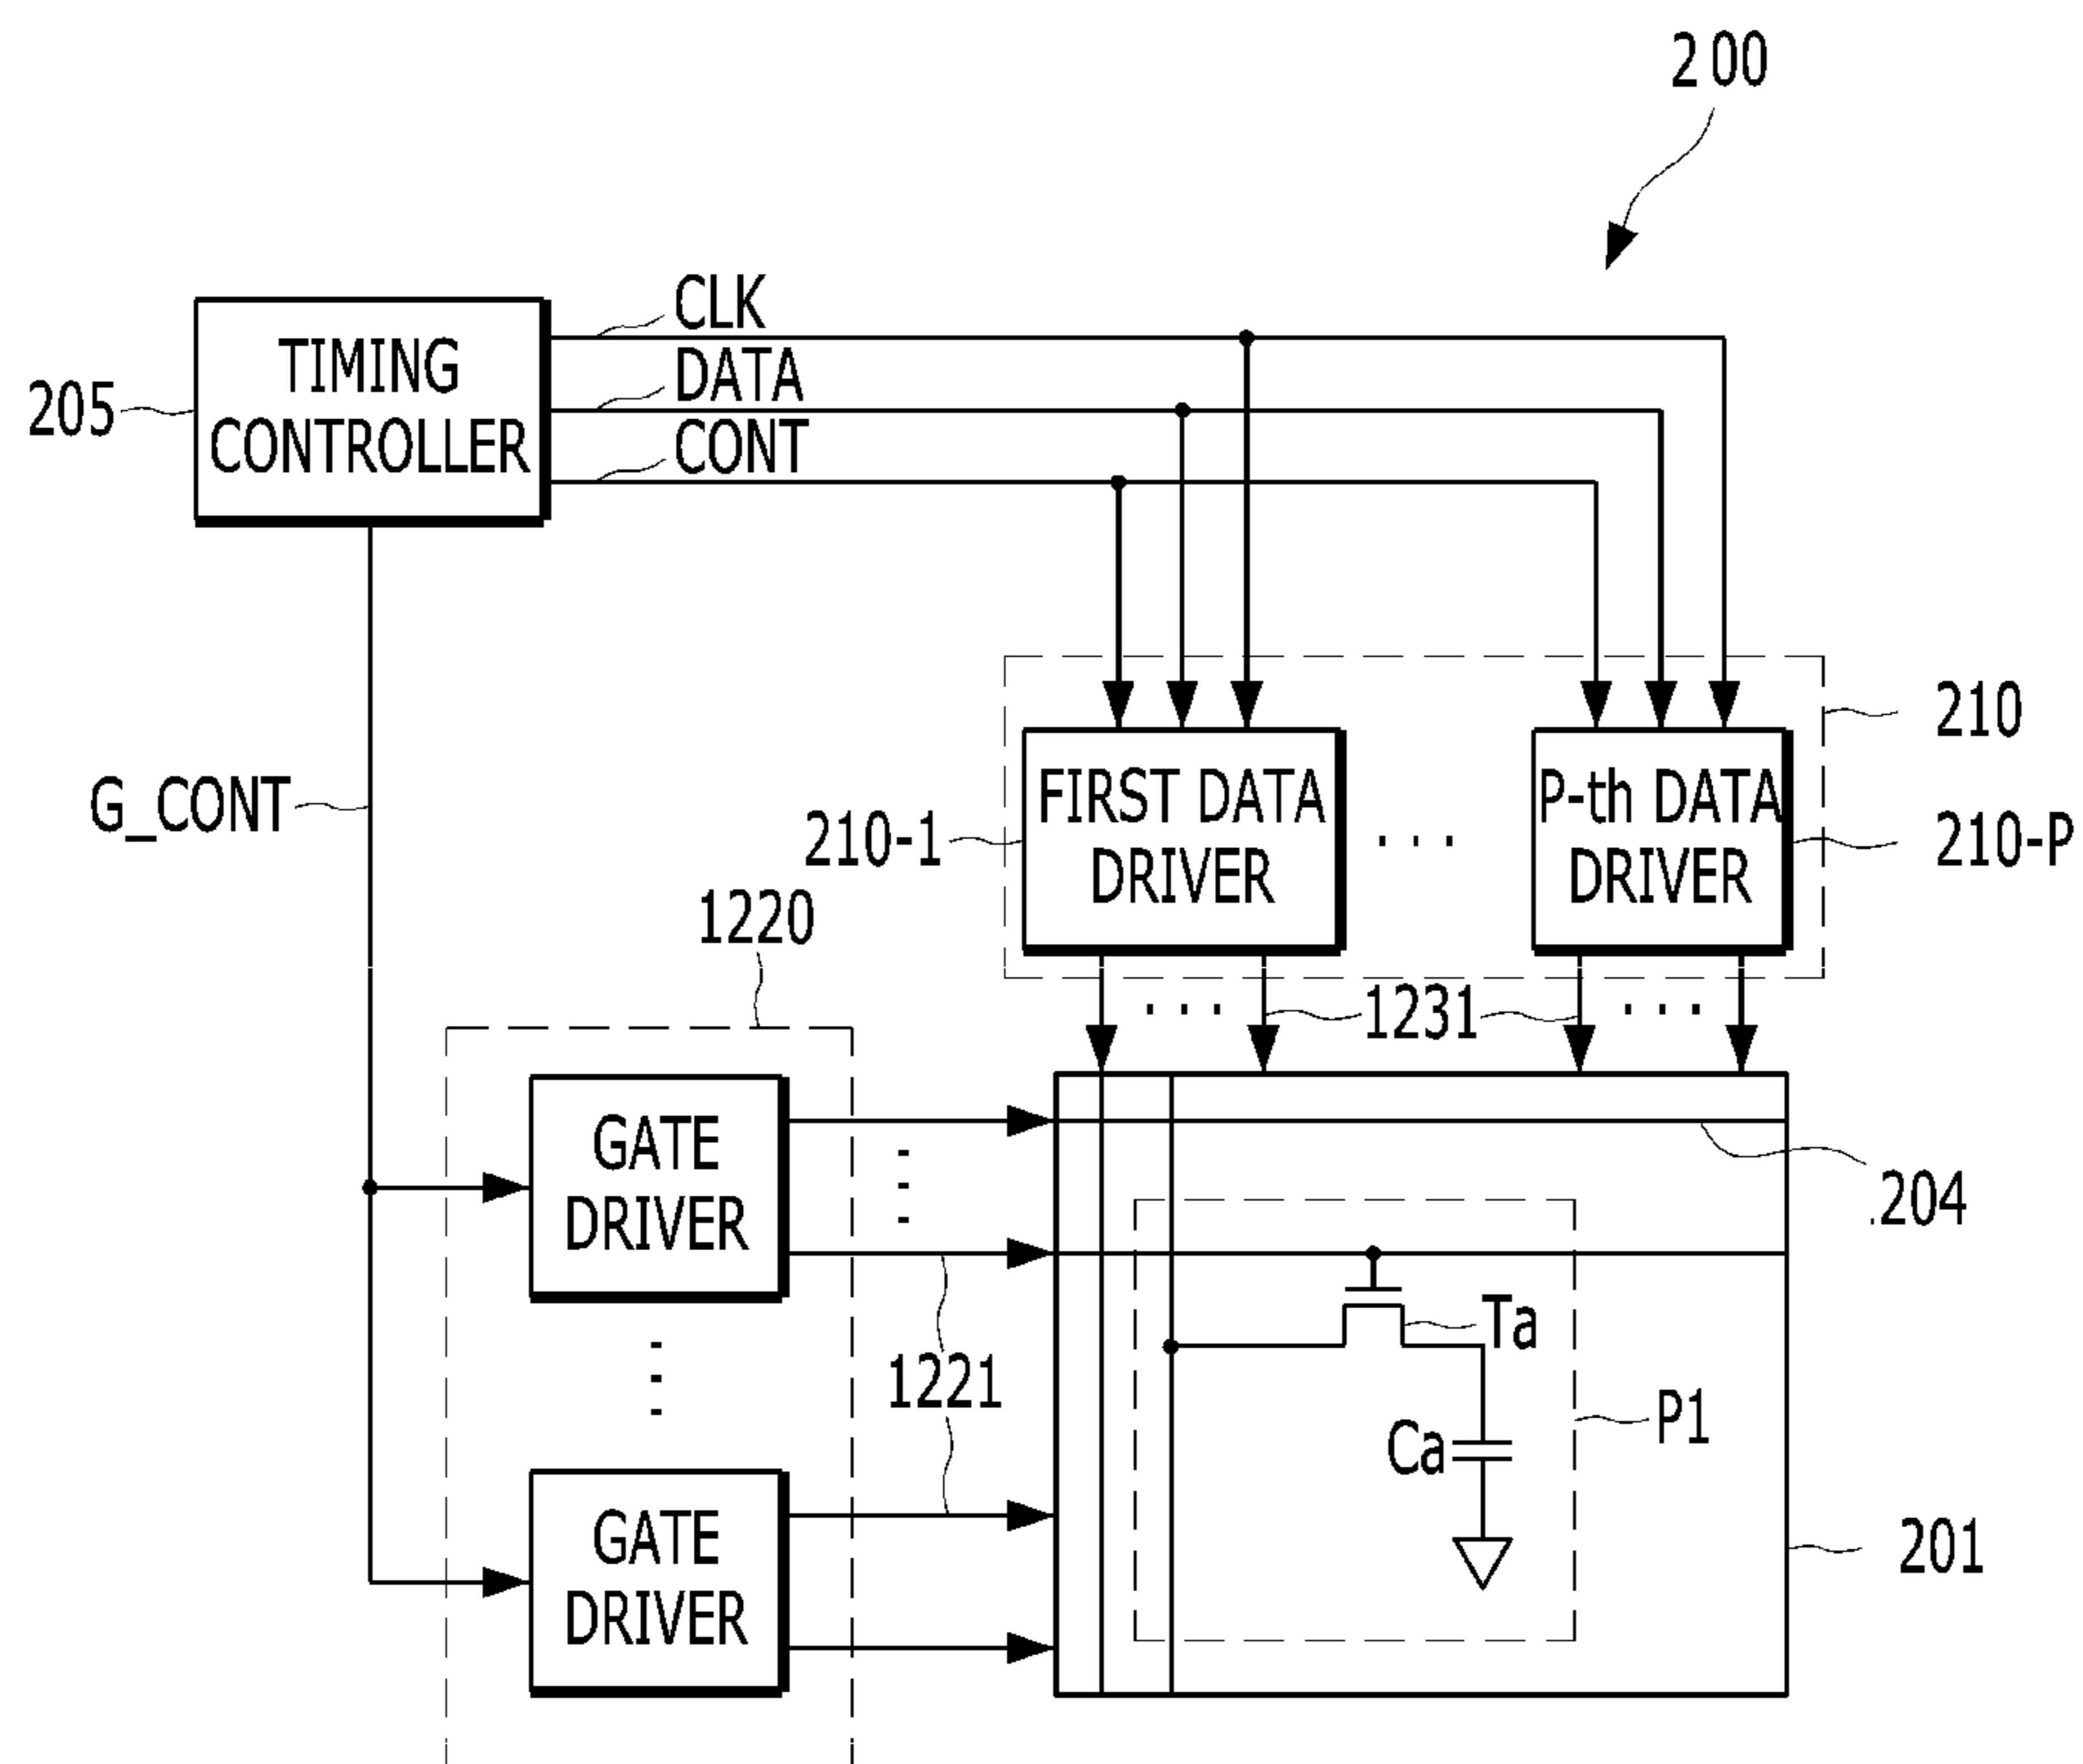 200
CLK
TIMING
CONTROLLER
DATA
205
CONT
210
G_CONT
FIRST DATA
DRIVER
P-th DATA
DRIVER
210-1
. . .
210-P
1220
. . .
1231
. . .
GATE
DRIVER
204
Ta
1221
P1
Ca
GATE
DRIVER
201